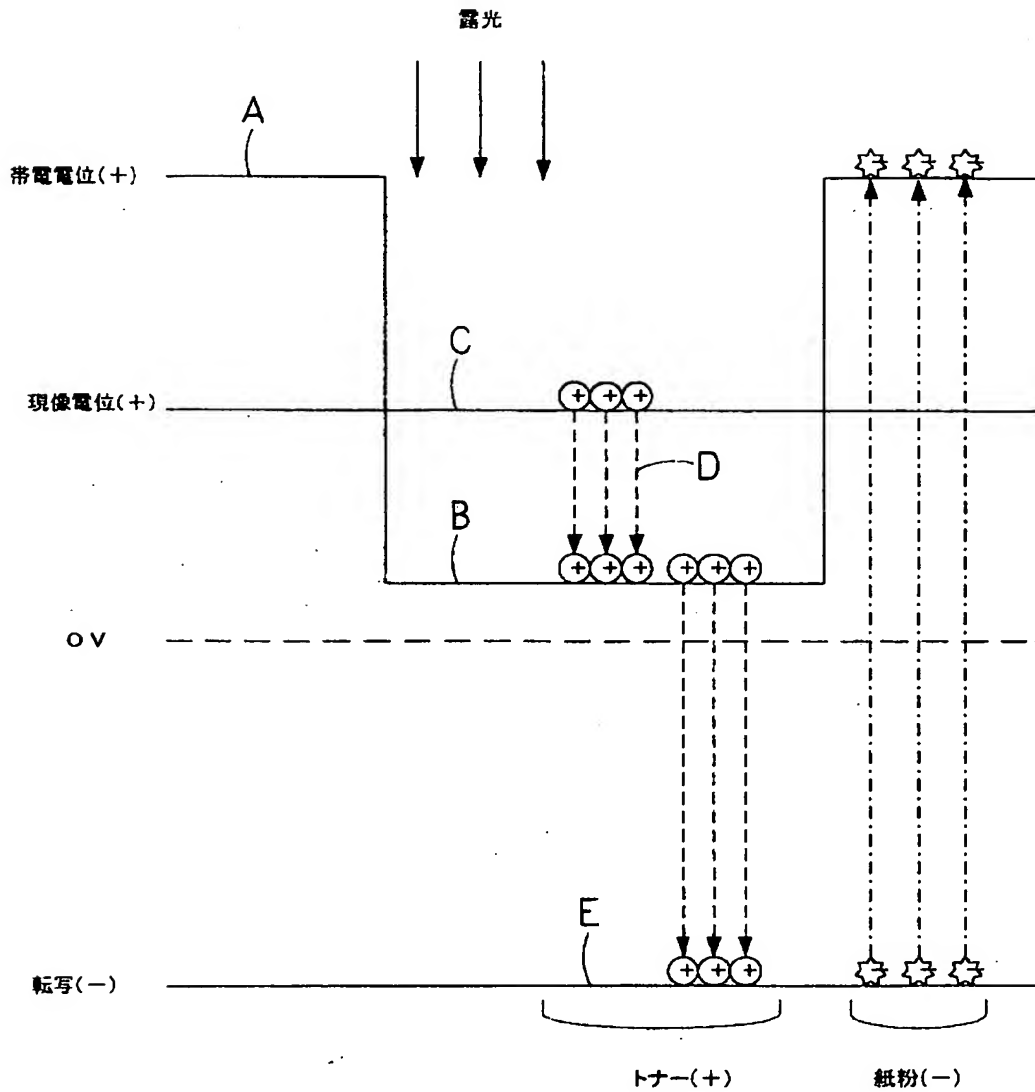 露光
A
帯電電位(+)
C
+ + +
現像電位(+)
D
B
+ + + + + +
0V
E
+ + +
転写(-)
トナー(+)
紙粉(-)